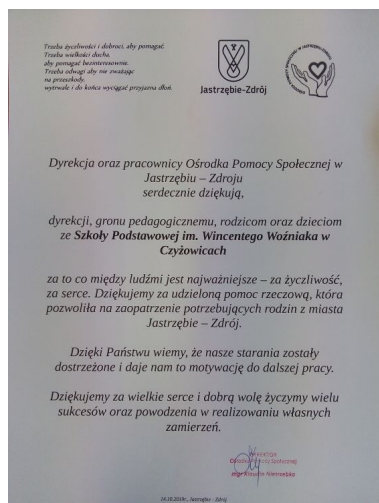 Trzeba życzliwości i dobroci, aby pomagać.
Trzeba wielkości ducha,
aby pomagać bezinteresownie.
Trzeba odwagi aby nie zważając
na przeszkody,
wytrwale i do końca wyciągać przyjazna dłoń.
Jastrzębie-Zdrój
Dyrekcja oraz pracownicy Ośrodka Pomocy Społecznej w
Jastrzębiu – Zdroju
serdecznie dziękują,
dyrekcji, gronu pedagogicznemu, rodzicom oraz dzieciom
ze Szkoły Podstawowej im. Wincentego Woźniaka w
Czyżowicach
za to co między ludźmi jest najważniejsze – za życzliwość,
za serce. Dziękujemy za udzieloną pomoc rzeczową, która
pozwoliła na zaopatrzenie potrzebujących rodzin z miasta
Jastrzębie – Zdrój.
Dzięki Państwu wiemy, że nasze starania zostały
dostrzeżone i daje nam to motywację do dalszej pracy.
Dziękujemy za wielkie serce i dobrą wolę życzymy wielu
sukcesów oraz powodzenia w realizowaniu własnych
zamierzeń.
Pomocy Społecznej
mgr
Jastrzębie - Zdrój